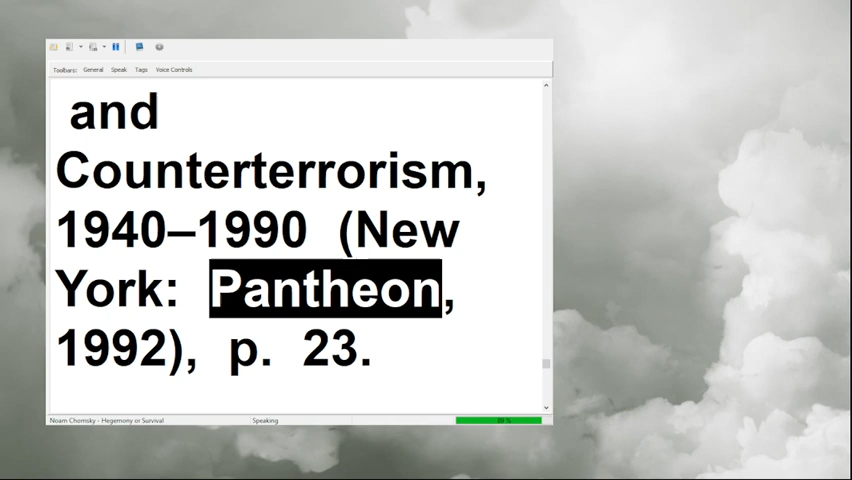 Toolbars: General Speak Tags Voice Controls
and
Counterterrorism,
1940–1990 (New
York: Pantheon,
1992), p. 23.
Noam Chomsky - Hegemony or Survival Speaking